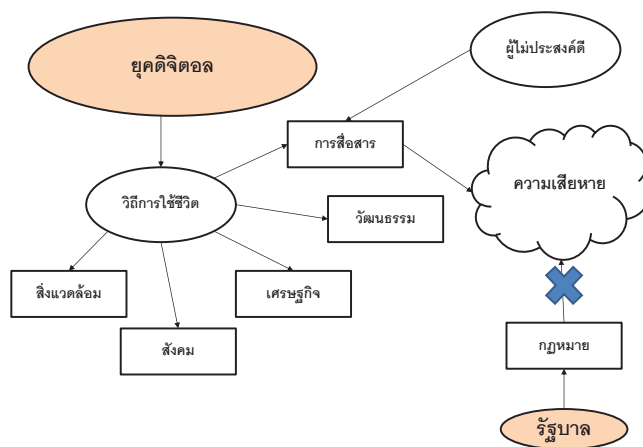 ยุคดิจิตอล
ผู้ไม่ประสงค์ดี
การสื่อสาร
ความเสียหาย
วิถีการใช้ชีวิต
วัฒนธรรม
สิ่งแวดล้อม
เศรษฐกิจ
สังคม
กฎหมาย
รัฐบาล